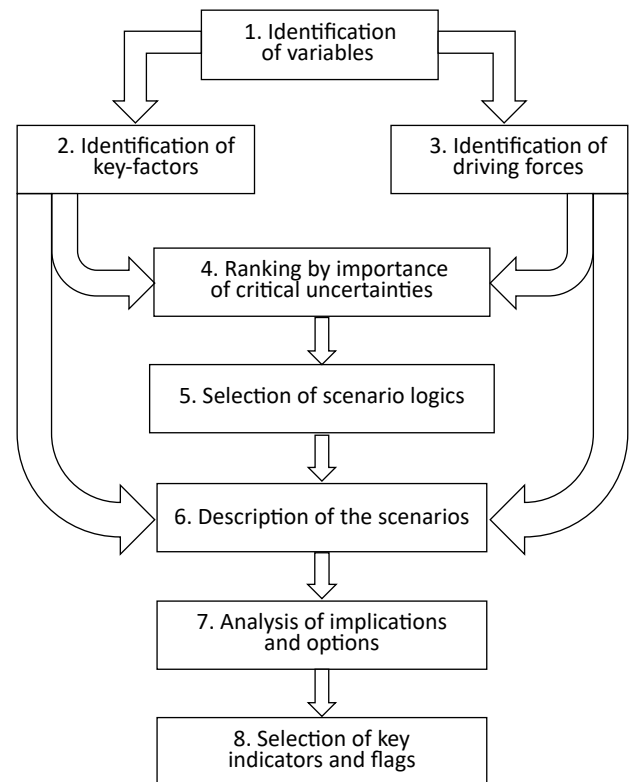 1. Identification
of variables
2. Identification of
key-factors
3. Identification of
driving forces
4. Ranking by importance
of critical uncertainties
5. Selection of scenario logics
6. Description of the scenarios
7. Analysis of implications
and options
8. Selection of key
indicators and flags